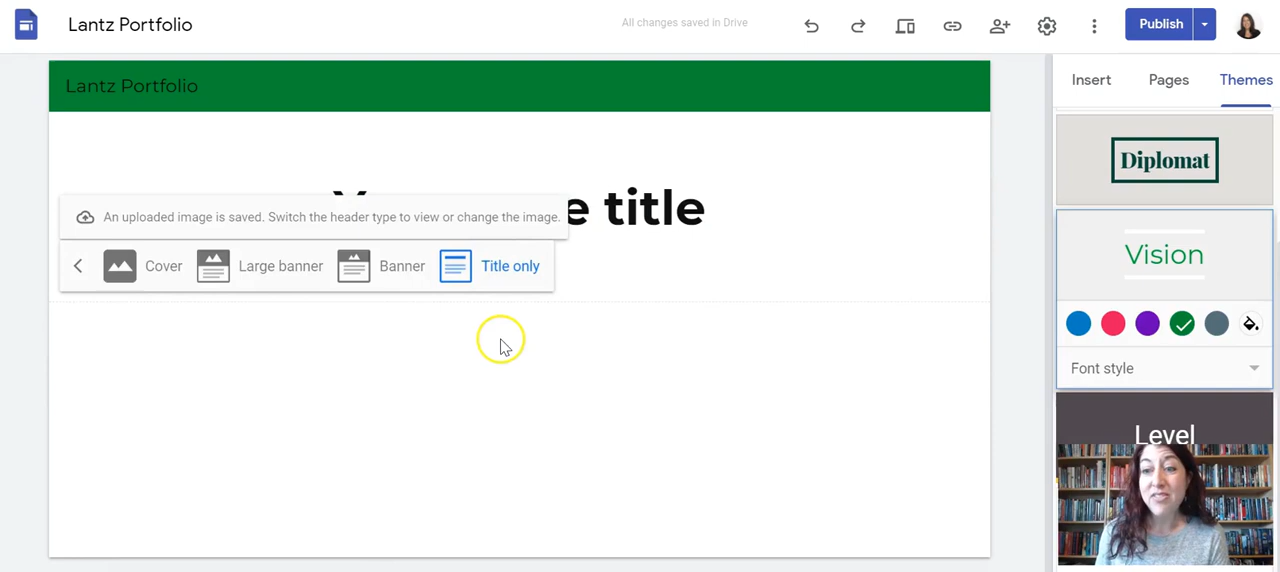 Lantz Portfolio
All changes saved in Drive
Publish
Insert
Pages
Themes
Lantz Portfolio
Diplomat
e title
An uploaded image is saved. Switch the header type to view or change the image.
Vision
Cover
Large banner
Banner
Title only
Font style
Level